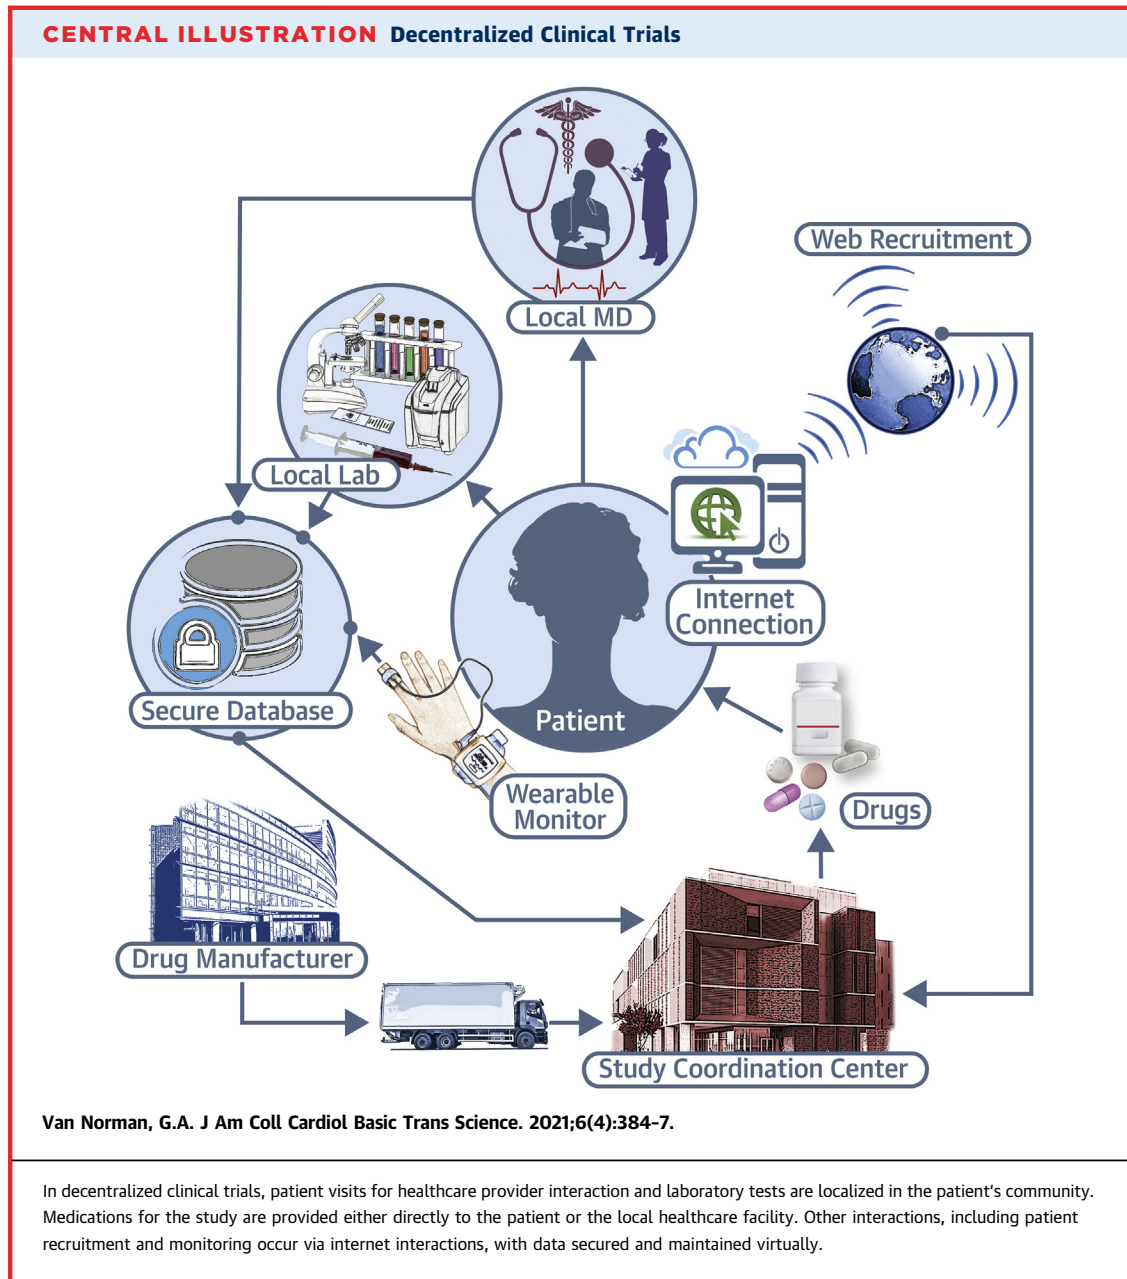 CENTRAL ILLUSTRATION Decentralized Clinical Trials
Local MD
Web Recruitment
Local Lab
Internet
Connection
Secure Database
Patient
Wearable
Monitor
Drugs
Drug Manufacturer
Study Coordination Center
Van Norman, G.A. J Am Coll Cardiol Basic Trans Science. 2021;6(4):384–7.
In decentralized clinical trials, patient visits for healthcare provider interaction and laboratory tests are localized in the patient's community.
Medications for the study are provided either directly to the patient or the local healthcare facility. Other interactions, including patient
recruitment and monitoring occur via internet interactions, with data secured and maintained virtually.